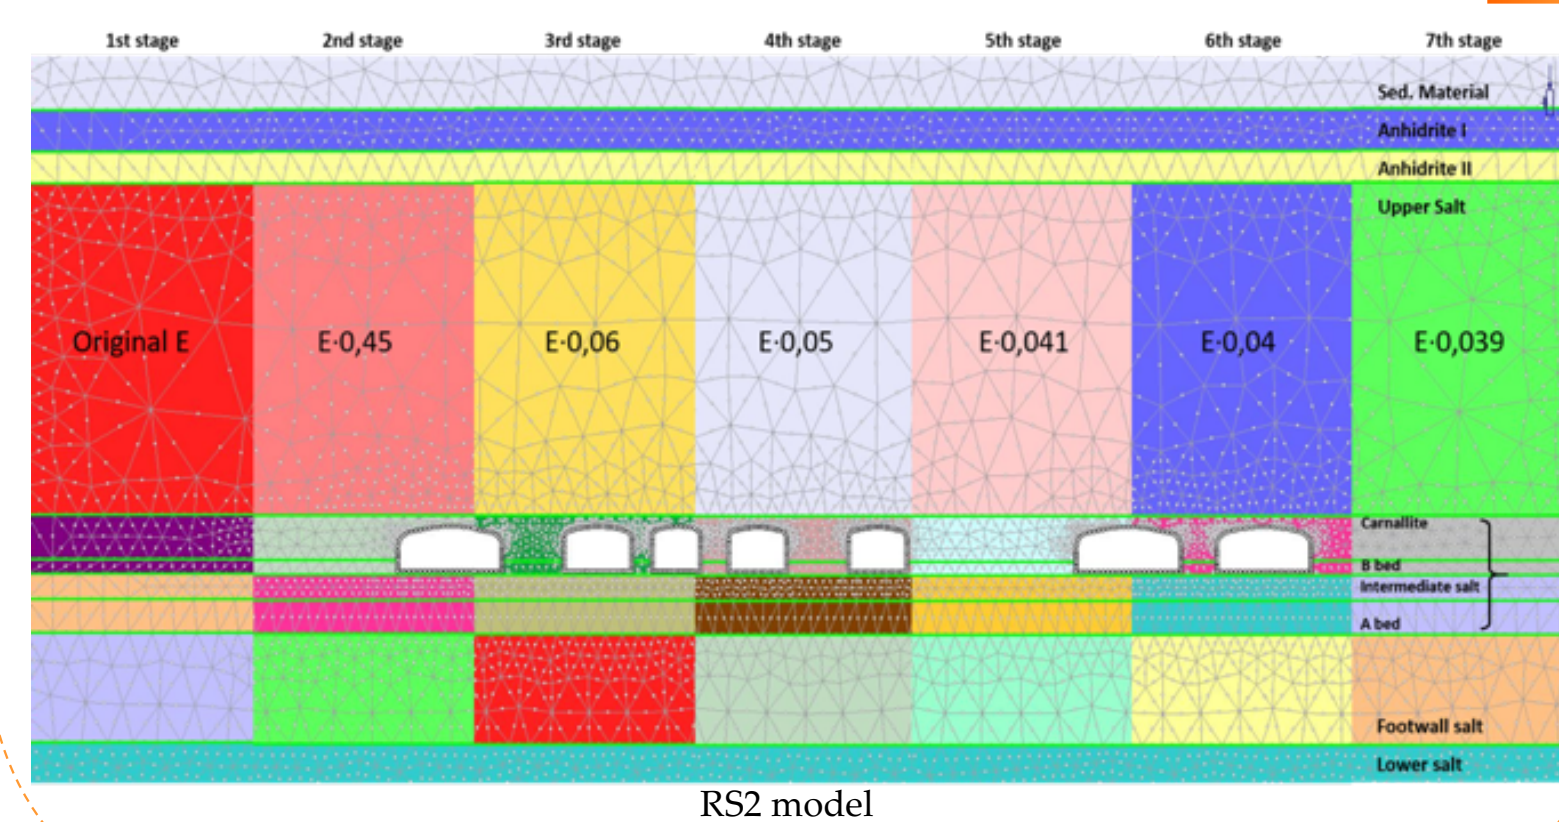 1st stage 2nd stage 3rd stage 4th stage 5th stage 6th stage 7th stage
Sed. Material
Anhidrite I
Anhidrite II
Upper Salt
Original E E·0,45 E·0,06 E·0,05 E·0,041 E·0,04 E·0,039
Carnallite
B bed
Intermediate salt
A bed
Footwall salt
Lower salt
RS2 model